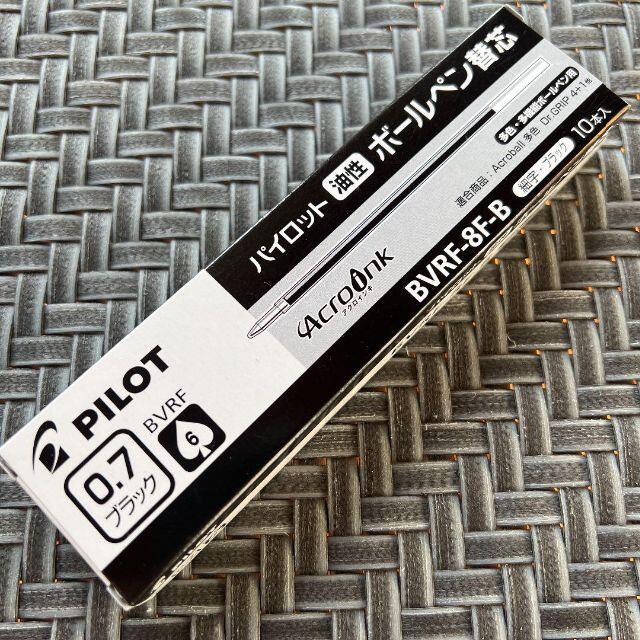 パイロット 油性 ボールペン替芯
多色・多機能ボールペン用
適合商品：Acroball 多色 Dr.GRIP 4+1 用
10本入
細字・ブラック
BVRF-8F-B
Acroink
アクロインキ
PILOT
BVRF
0.7
ブラック
6